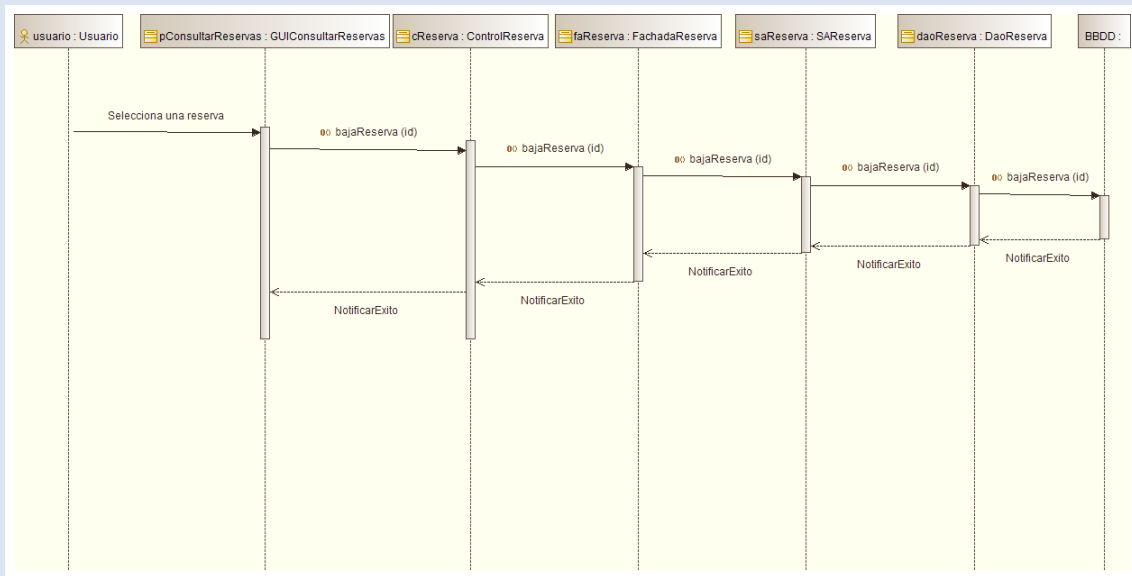 usuario : Usuario
pConsultarReservas : GUIConsultarReservas
cReserva : ControlReserva
faReserva : FachadaReserva
saReserva : SAReserva
daoReserva : DaoReserva
BBDD :
Selecciona una reserva
bajaReserva (id)
bajaReserva (id)
bajaReserva (id)
bajaReserva (id)
bajaReserva (id)
NotificarExito
NotificarExito
NotificarExito
NotificarExito
NotificarExito